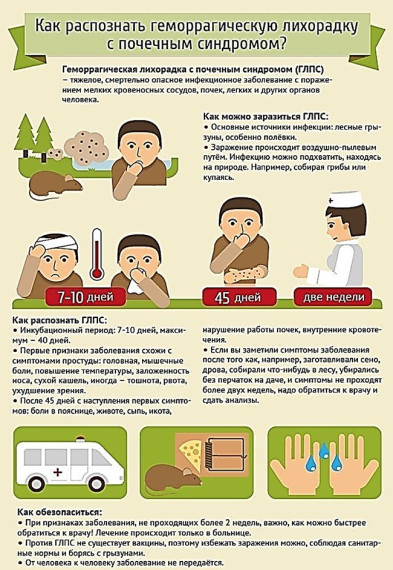 Как распознать геморрагическую лихорадку
с почечным синдромом?
Геморрагическая лихорадка с почечным синдромом (ГЛПС)
– тяжелое, смертельно опасное инфекционное заболевание с пораже-
нием мелких кровеносных сосудов, почек, легких и других органов
человека.
Как можно заразиться ГЛПС:
• Основные источники инфекции: лесные гры-
зуны, особенно полёвки.
• Заражение происходит воздушно-пылевым
путём. Инфекцию можно подхватить, находясь
на природе. Например, собирая грибы или
купаясь.
7-10 дней
45 дней
две недели
Как распознать ГЛПС:
• Инкубационный период: 7-10 дней, макси-
мум – 40 дней.
• Первые признаки заболевания схожи с
симптомами простуды: головная, мышечные
боли, повышение температуры, заложенность
носа, сухой кашель, иногда – тошнота, рвота,
ухудшение зрения.
• После 45 дней с наступления первых симпто-
мов: боли в пояснице, животе, сыпь, икота,
нарушение работы почек, внутренние кровоте-
чения.
• Если вы заметили симптомы заболевания
после того как, например, заготавливали сено,
дрова, собирали что-нибудь в лесу, убирались
без перчаток на даче, и симптомы не проходят
более двух недель, надо обратиться к врачу и
сдать анализы.
Как обезопаситься:
• При признаках заболевания, не проходящих более 2 недель, важно, как можно быстрее
обратиться к врачу! Лечение происходит только в больнице.
• Против ГЛПС не существует вакцины, поэтому избежать заражения можно, соблюдая санитар-
ные нормы и борясь с грызунами.
• От человека к человеку заболевание не передаётся.